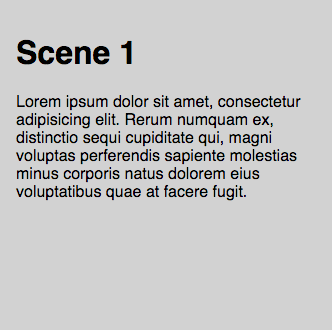 Scene 1
Lorem ipsum dolor sit amet, consectetur
adipisicing elit. Rerum numquam ex,
distinctio sequi cupiditate qui, magni
voluptas perferendis sapiente molestias
minus corporis natus dolorem eius
voluptatibus quae at facere fugit.